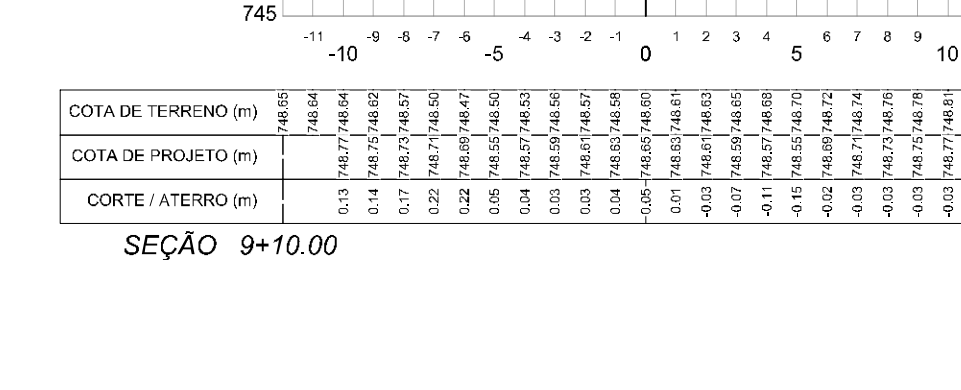 745
-11 -9 -8 -7 -6 -4 -3 -2 -1 1 2 3 4 6 7 8 9
-10 -5 0 5 10
COTA DE TERRENO (m) 748.65 748.64 748.64 748.62 748.57 748.50 748.47 748.50 748.53 748.56 748.57 748.58 748.60 748.61 748.63 748.65 748.68 748.70 748.72 748.74 748.76 748.78 748.81
COTA DE PROJETO (m) 748.77 748.75 748.73 748.71 748.69 748.55 748.57 748.59 748.61 748.63 748.65 748.63 748.61 748.59 748.57 748.55 748.69 748.71 748.73 748.75 748.77
CORTE / ATERRO (m) 0.13 0.14 0.17 0.22 0.22 0.05 0.04 0.03 0.03 0.04 0.05 0.01 -0.03 -0.07 -0.11 -0.15 -0.02 -0.03 -0.03 -0.03 -0.03
SEÇÃO 9+10.00